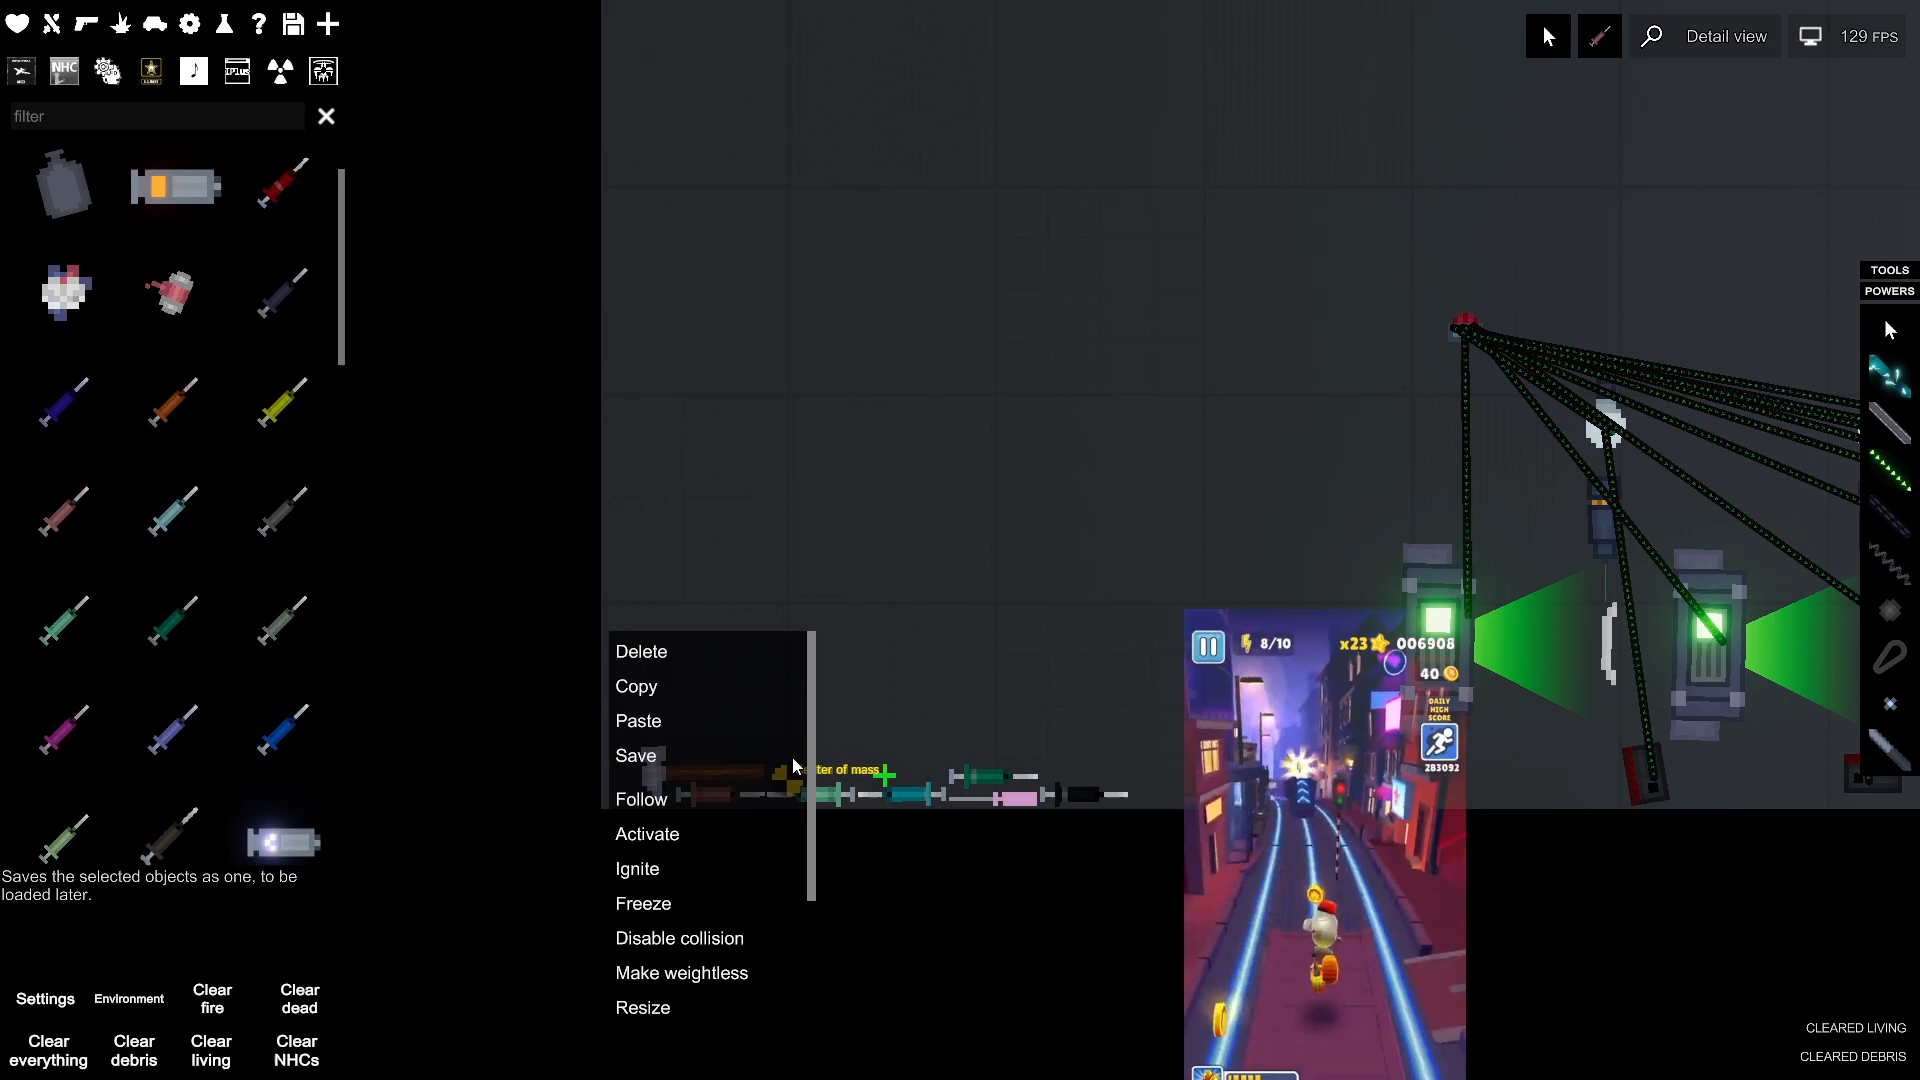 Detail view
129 FPS
NHC
filter
TOOLS
POWERS
Delete
Copy
Paste
Save
Follow
Activate
Ignite
Freeze
Disable collision
Make weightless
Resize
ter of mass
8/10
x23
006908
40
DAILY
HIGH
SCORE
283092
Saves the selected objects as one, to be
loaded later.
Settings
Environment
Clear
fire
Clear
dead
Clear
everything
Clear
debris
Clear
living
Clear
NHCs
CLEARED LIVING
CLEARED DEBRIS